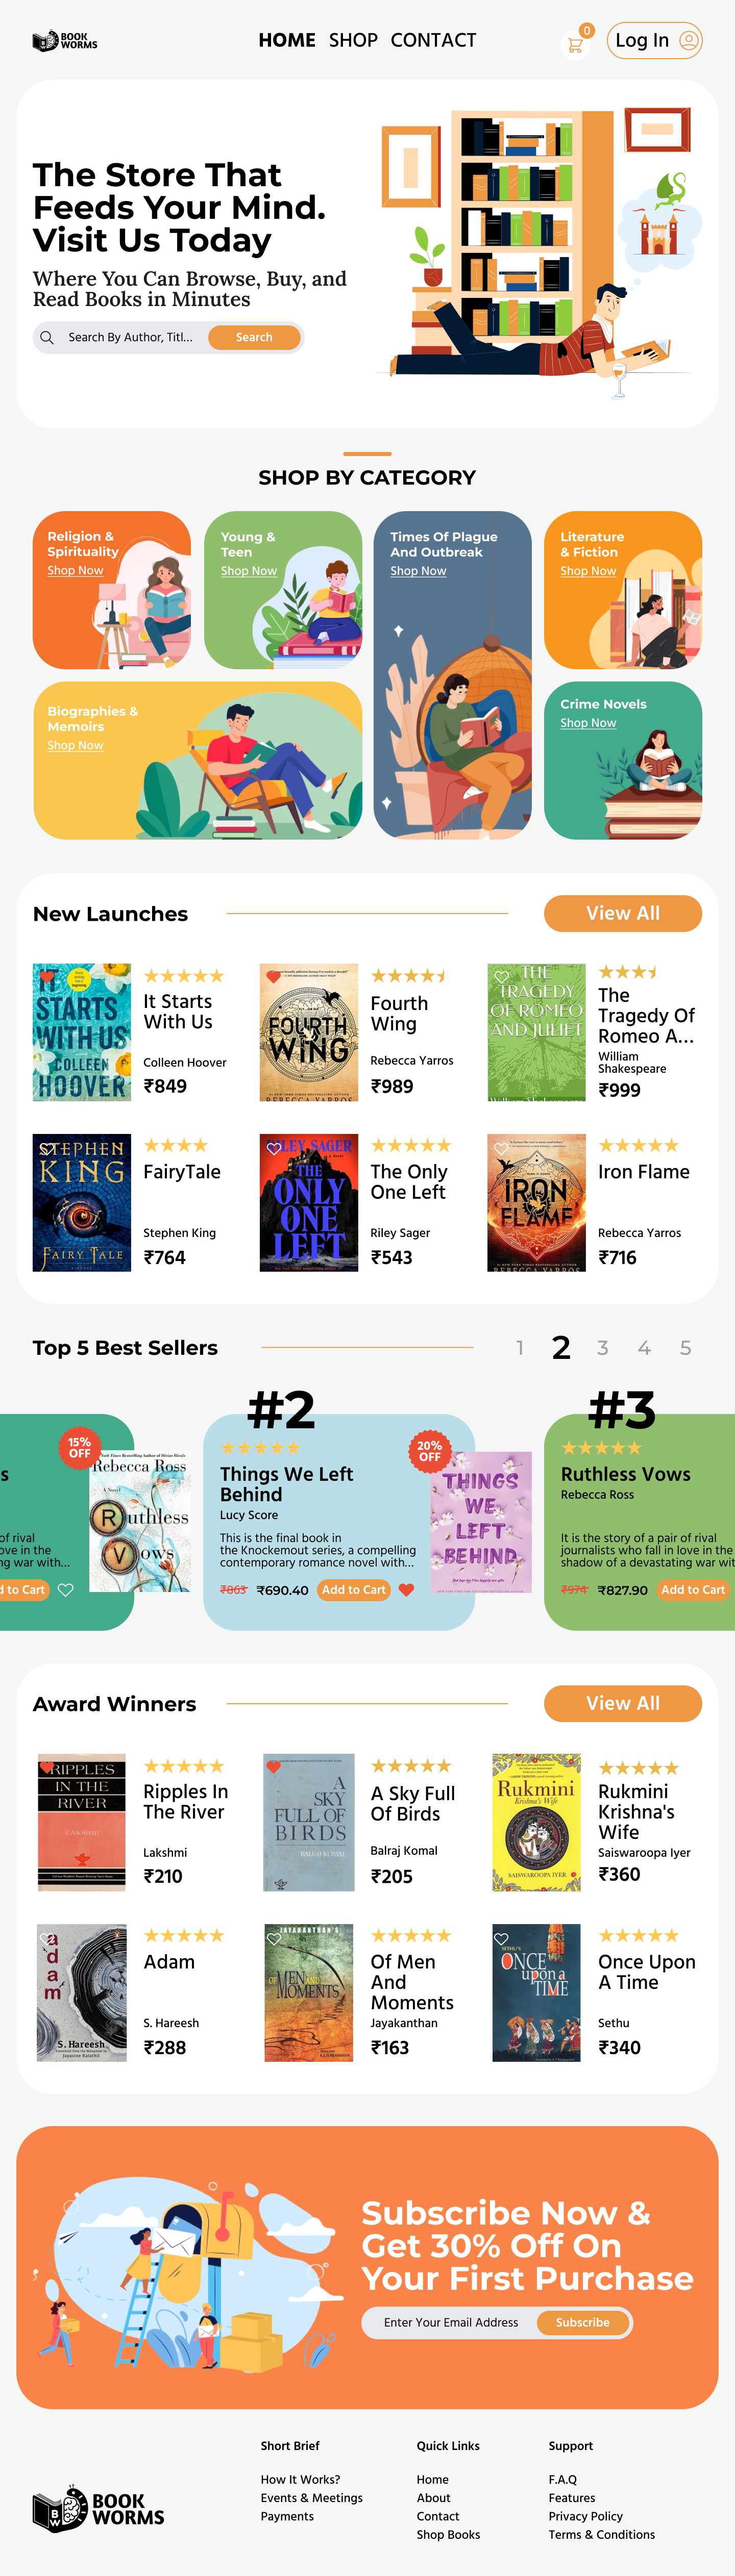 BOOK
WORMS
HOME SHOP CONTACT
0
Log In
The Store That
Feeds Your Mind.
Visit Us Today
Where You Can Browse, Buy, and
Read Books in Minutes
Search By Author, Titl...
Search
SHOP BY CATEGORY
Religion &
Spirituality
Shop Now
Young &
Teen
Shop Now
Times Of Plague
And Outbreak
Shop Now
Literature
& Fiction
Shop Now
Biographies &
Memoirs
Shop Now
Crime Novels
Shop Now
New Launches
View All
STARTS
WITH US
COLLEEN
HOOVER
It Starts
With Us
Colleen Hoover
₹849
FOURTH
WING
REBECCA YARROS
Fourth
Wing
Rebecca Yarros
₹989
THE
TRAGEDY
OF ROMEO
AND JULIET
William Shakespeare
The
Tragedy Of
Romeo A...
William
Shakespeare
₹999
STEPHEN
KING
FAIRY TALE
FairyTale
Stephen King
₹764
RILEY SAGER
THE
ONLY
ONE
LEFT
The Only
One Left
Riley Sager
₹543
IRON
FLAME
REBECCA YARROS
Iron Flame
Rebecca Yarros
₹716
Top 5 Best Sellers
1 2 3 4 5
s
of rival
ove in the
ng war with...
d to Cart
15%
OFF
New York Times Bestselling Author of Divine Rivals
Rebecca Ross
A Novel
Ruthless
Vows
#2
Things We Left
Behind
Lucy Score
This is the final book in
the Knockemout series, a compelling
contemporary romance novel with...
₹863 ₹690.40 Add to Cart
20%
OFF
THINGS
WE
LEFT
BEHIND
#3
Ruthless Vows
Rebecca Ross
It is the story of a pair of rival
journalists who fall in love in the
shadow of a devastating war wit
₹974 ₹827.90 Add to Cart
Award Winners
View All
RIPPLES
IN THE
RIVER
LAKSHMI
Ripples In
The River
Lakshmi
₹210
A
SKY
FULL OF
BIRDS
BALRAJ KOMAL
A Sky Full
Of Birds
Balraj Komal
₹205
Rukmini
Krishna's Wife
SAISWAROOPA IYER
Rukmini
Krishna's
Wife
Saiswaroopa Iyer
₹360
adam
S. Hareesh
Adam
S. Hareesh
₹288
JAYAKANTHAN'S
OF MEN AND
MOMENTS
Of Men
And
Moments
Jayakanthan
₹163
SETHU'S
ONCE
upon a
TIME
Once Upon
A Time
Sethu
₹340
Subscribe Now &
Get 30% Off On
Your First Purchase
Enter Your Email Address
Subscribe
BW
BOOK
WORMS
Short Brief
How It Works?
Events & Meetings
Payments
Quick Links
Home
About
Contact
Shop Books
Support
F.A.Q
Features
Privacy Policy
Terms & Conditions